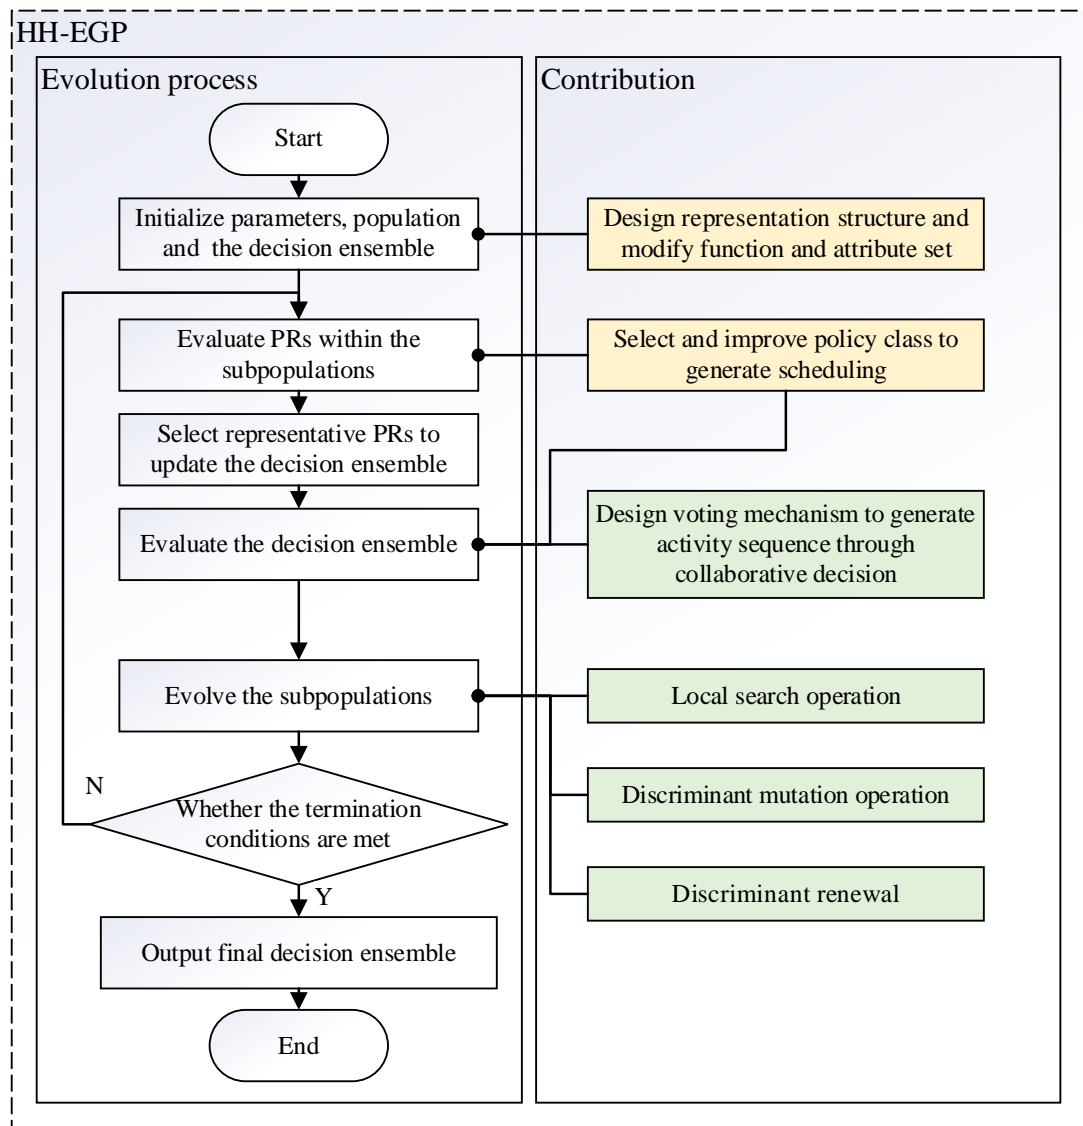 HH-EGP
Evolution process
Start
Initialize parameters, population
and the decision ensemble
Evaluate PRs within the
subpopulations
Select representative PRs to
update the decision ensemble
Evaluate the decision ensemble
Evolve the subpopulations
N
Whether the termination
conditions are met
Y
Output final decision ensemble
End
Contribution
Design representation structure and
modify function and attribute set
Select and improve policy class to
generate scheduling
Design voting mechanism to generate
activity sequence through
collaborative decision
Local search operation
Discriminant mutation operation
Discriminant renewal